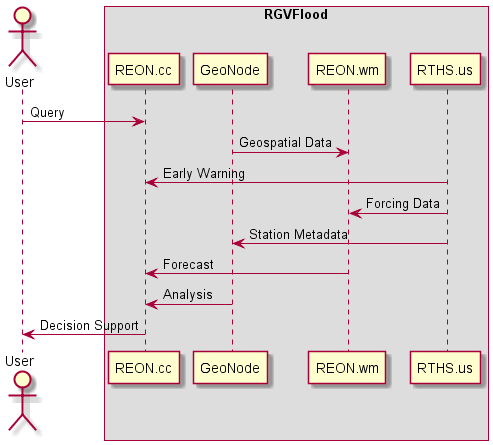 RGVFlood
User
REON.cc
GeoNode
REON.wm
RTHS.us
Query
Geospatial Data
Early Warning
Forcing Data
Station Metadata
Forecast
Analysis
Decision Support
User
REON.cc
GeoNode
REON.wm
RTHS.us